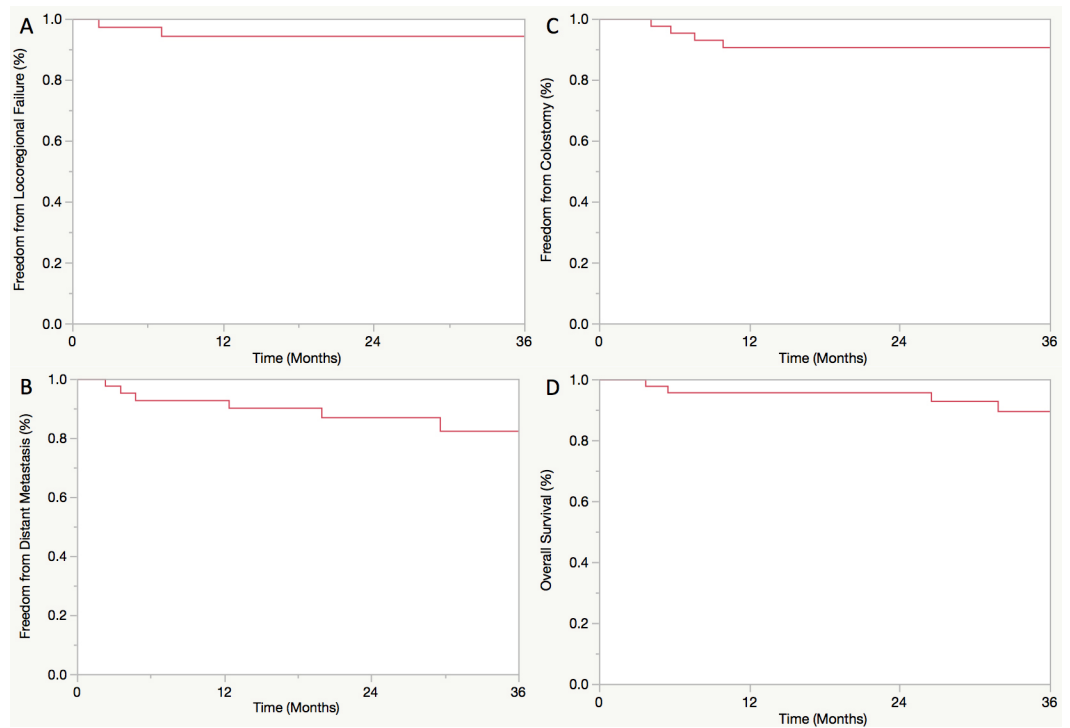 A
Freedom from Locoregional Failure (%)
1.0
0.8
0.6
0.4
0.2
0.0
0 12 24 36
Time (Months)
C
Freedom from Colostomy (%)
1.0
0.8
0.6
0.4
0.2
0.0
0 12 24 36
Time (Months)
B
Freedom from Distant Metastasis (%)
1.0
0.8
0.6
0.4
0.2
0.0
0 12 24 36
Time (Months)
D
Overall Survival (%)
1.0
0.8
0.6
0.4
0.2
0.0
0 12 24 36
Time (Months)